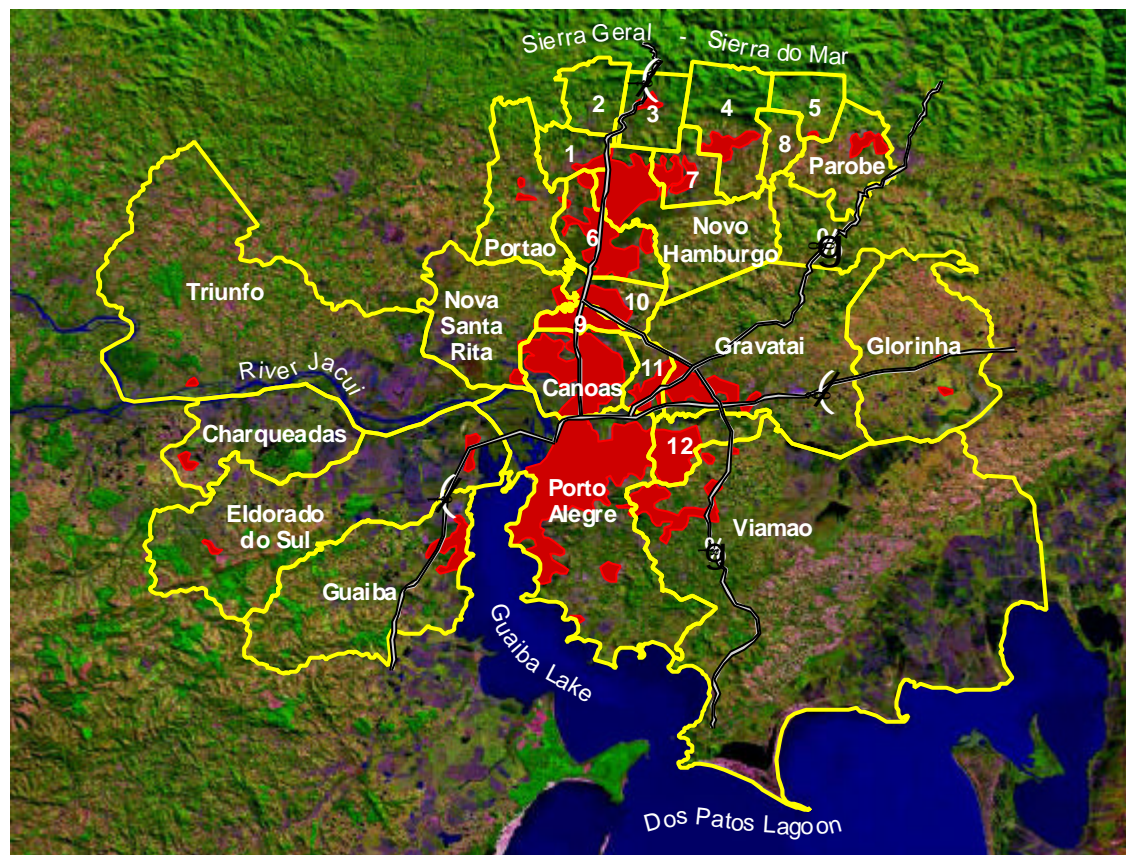 Sierra Geral - Sierra do Mar
2
3
4
5
1
8
7
Parobe
6
Portao
Novo
Hamburgo
Triunfo
Nova
Santa
Rita
10
9
Gravatai
Glorinha
River Jacui
11
Canoas
Charqueadas
12
Porto
Alegre
Eldorado
do Sul
Viamao
Guaiba
Guaiba Lake
Dos Patos Lagoon